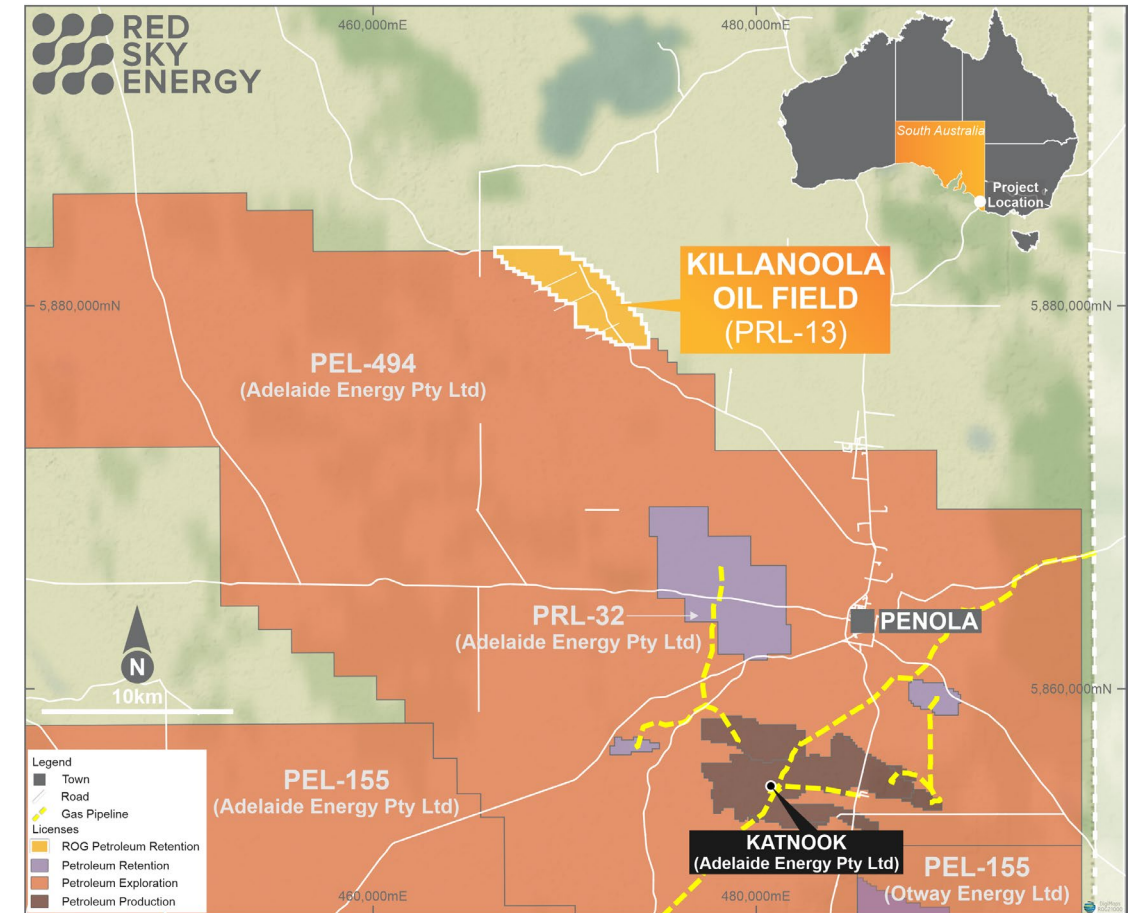 RED
SKY
ENERGY
460,000mE
480,000mE
South Australia
Project
Location
5,880,000mN
5,880,000mN
KILLANOOLA
OIL FIELD
(PRL-13)
PEL-494
(Adelaide Energy Pty Ltd)
PRL-32
(Adelaide Energy Pty Ltd)
PENOLA
N
10km
5,860,000mN
Legend
Town
Road
Gas Pipeline
Licenses
ROG Petroleum Retention
Petroleum Retention
Petroleum Exploration
Petroleum Production
PEL-155
(Adelaide Energy Pty Ltd)
KATNOOK
(Adelaide Energy Pty Ltd)
PEL-155
(Otway Energy Ltd)
460,000mE
480,000mE